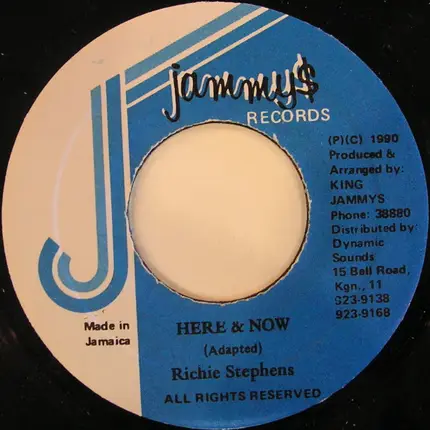 jammy$
RECORDS
(P)(C) 1990
Produced &
Arranged by:
KING
JAMMYS
Phone: 38880
Distributed by:
Dynamic
Sounds
15 Bell Road,
Kgn., 11
923-9138
923-9168
Made in
Jamaica
HERE & NOW
(Adapted)
Richie Stephens
ALL RIGHTS RESERVED